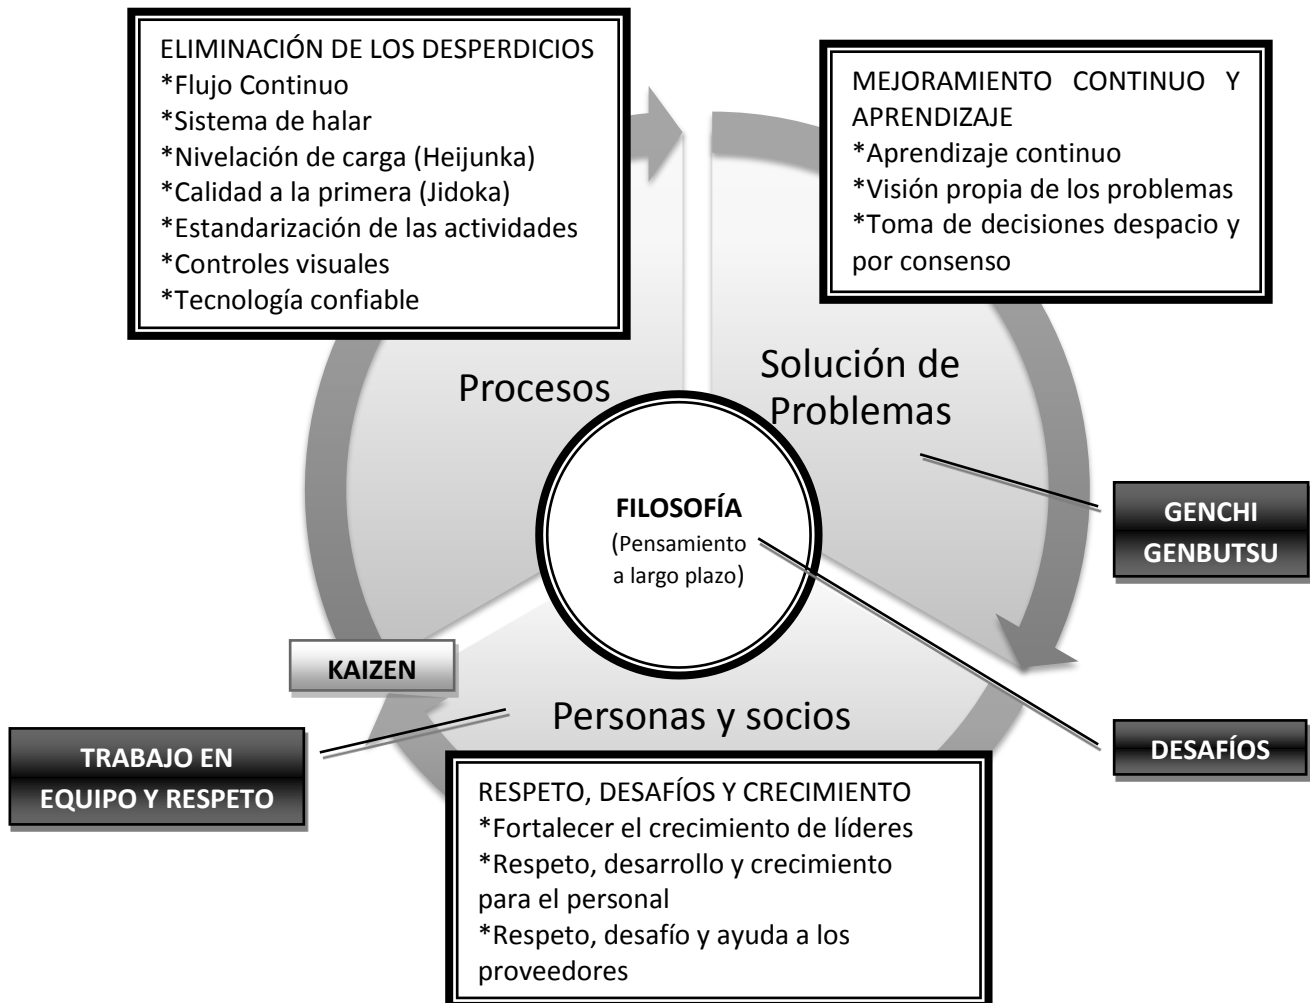 ELIMINACIÓN DE LOS DESPERDICIOS
*Flujo Continuo
*Sistema de halar
*Nivelación de carga (Heijunka)
*Calidad a la primera (Jidoka)
*Estandarización de las actividades
*Controles visuales
*Tecnología confiable
MEJORAMIENTO CONTINUO Y
APRENDIZAJE
*Aprendizaje continuo
*Visión propia de los problemas
*Toma de decisiones despacio y
por consenso
Procesos
Solución de
Problemas
FILOSOFÍA
(Pensamiento
a largo plazo)
GENCHI
GENBUTSU
KAIZEN
Personas y socios
TRABAJO EN
EQUIPO Y RESPETO
DESAFÍOS
RESPETO, DESAFÍOS Y CRECIMIENTO
*Fortalecer el crecimiento de líderes
*Respeto, desarrollo y crecimiento
para el personal
*Respeto, desafío y ayuda a los
proveedores